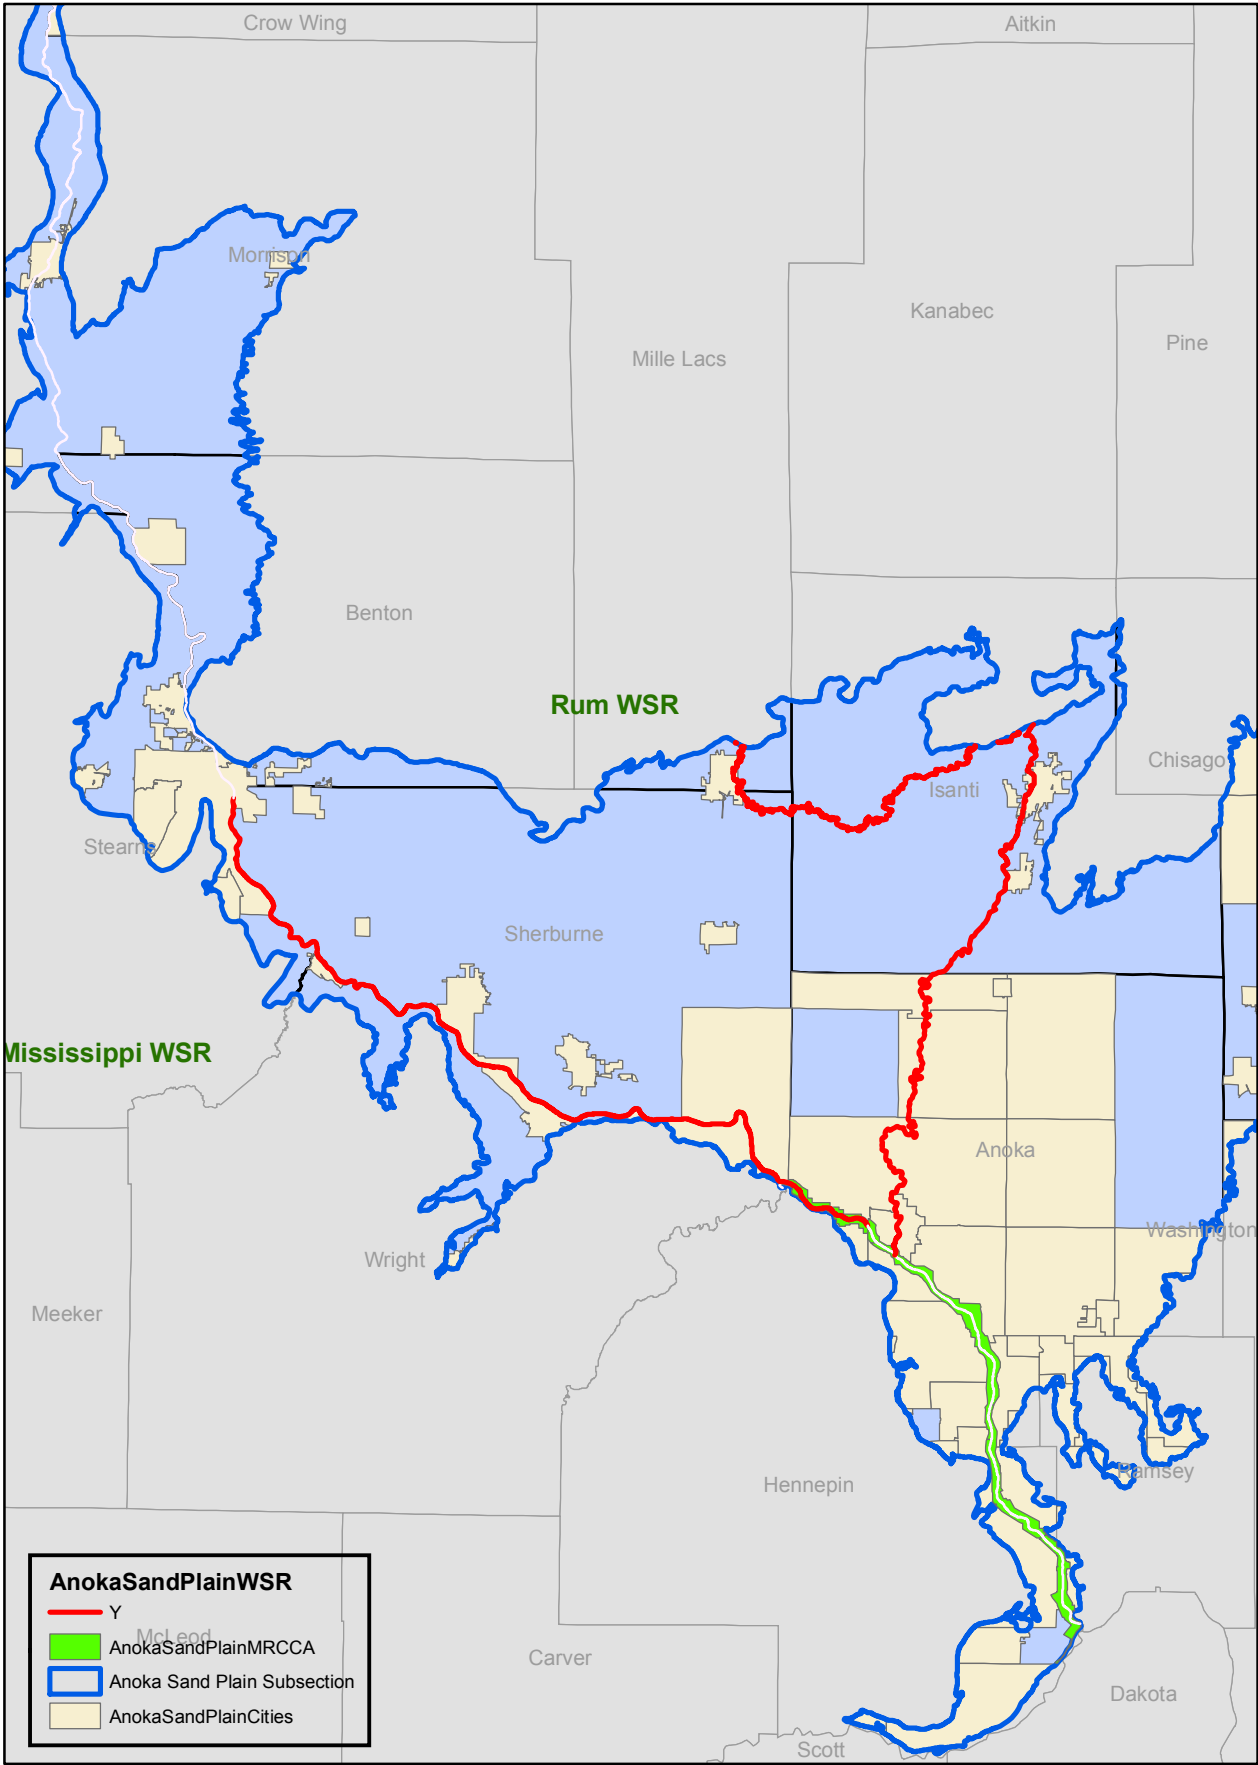 Crow Wing
Aitkin
Morrison
Kanabec
Mille Lacs
Pine
Benton
Rum WSR
Chisago
Isanti
Stearns
Sherburne
Mississippi WSR
Anoka
Washington
Wright
Meeker
Hennepin
Ramsey
AnokaSandPlainWSR
Y
McLeod
AnokaSandPlainMRCCA
Anoka Sand Plain Subsection
AnokaSandPlainCities
Carver
Dakota
Scott